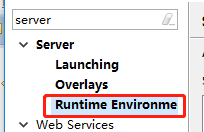 server
Server
Launching
Overlays
Runtime Environme
Web Services